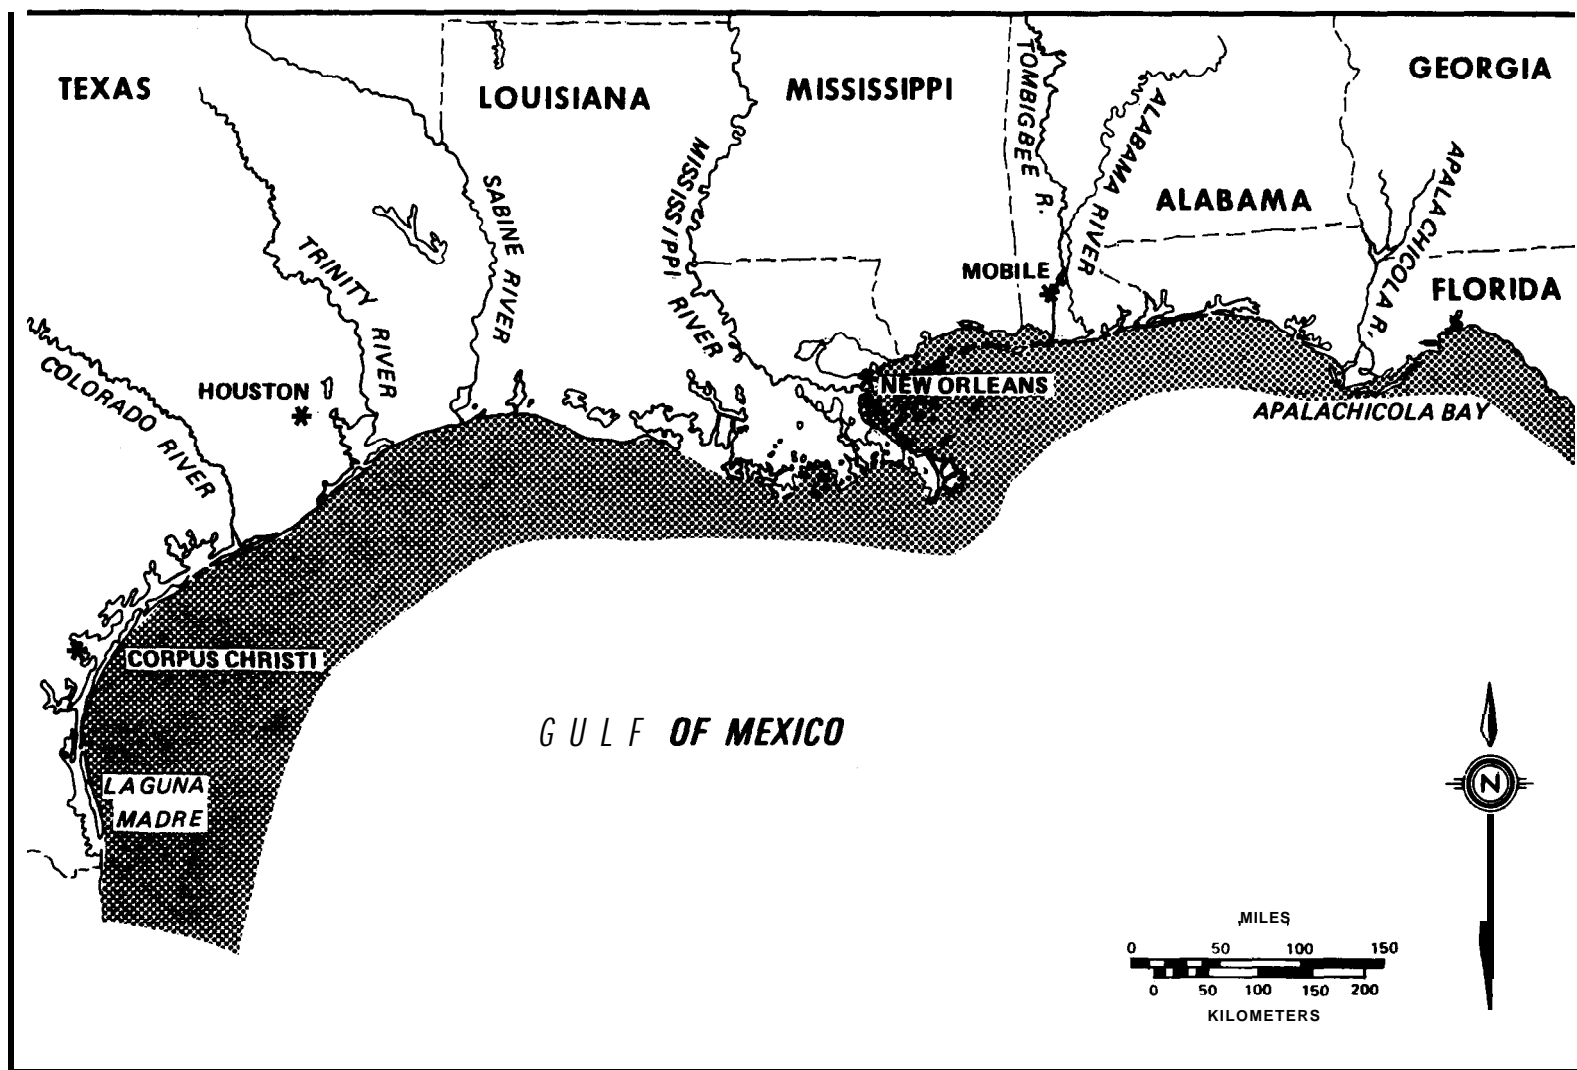 TEXAS
LOUISIANA
MISSISSIPPI
GEORGIA
ALABAMA
FLORIDA
TOMBIGBEE R.
ALABAMA RIVER
APALACHICOLA R.
MISSISSIPPI RIVER
SABINE RIVER
TRINITY RIVER
COLORADO RIVER
MOBILE
HOUSTON
NEW ORLEANS
APALACHICOLA BAY
CORPUS CHRISTI
LAGUNA
MADRE
GULF OF MEXICO
N
MILES
0 50 100 150
0 50 100 150 200
KILOMETERS